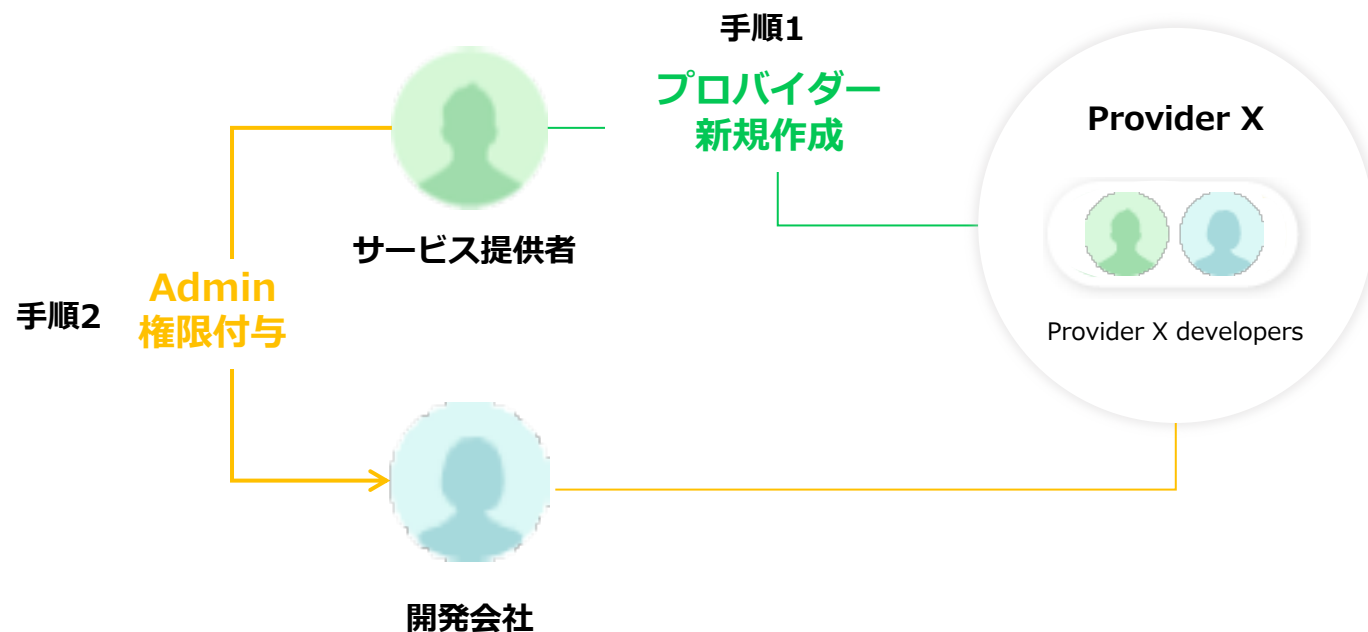 手順1
プロバイダー
新規作成
Provider X
サービス提供者
Provider X developers
手順2
Admin
権限付与
開発会社